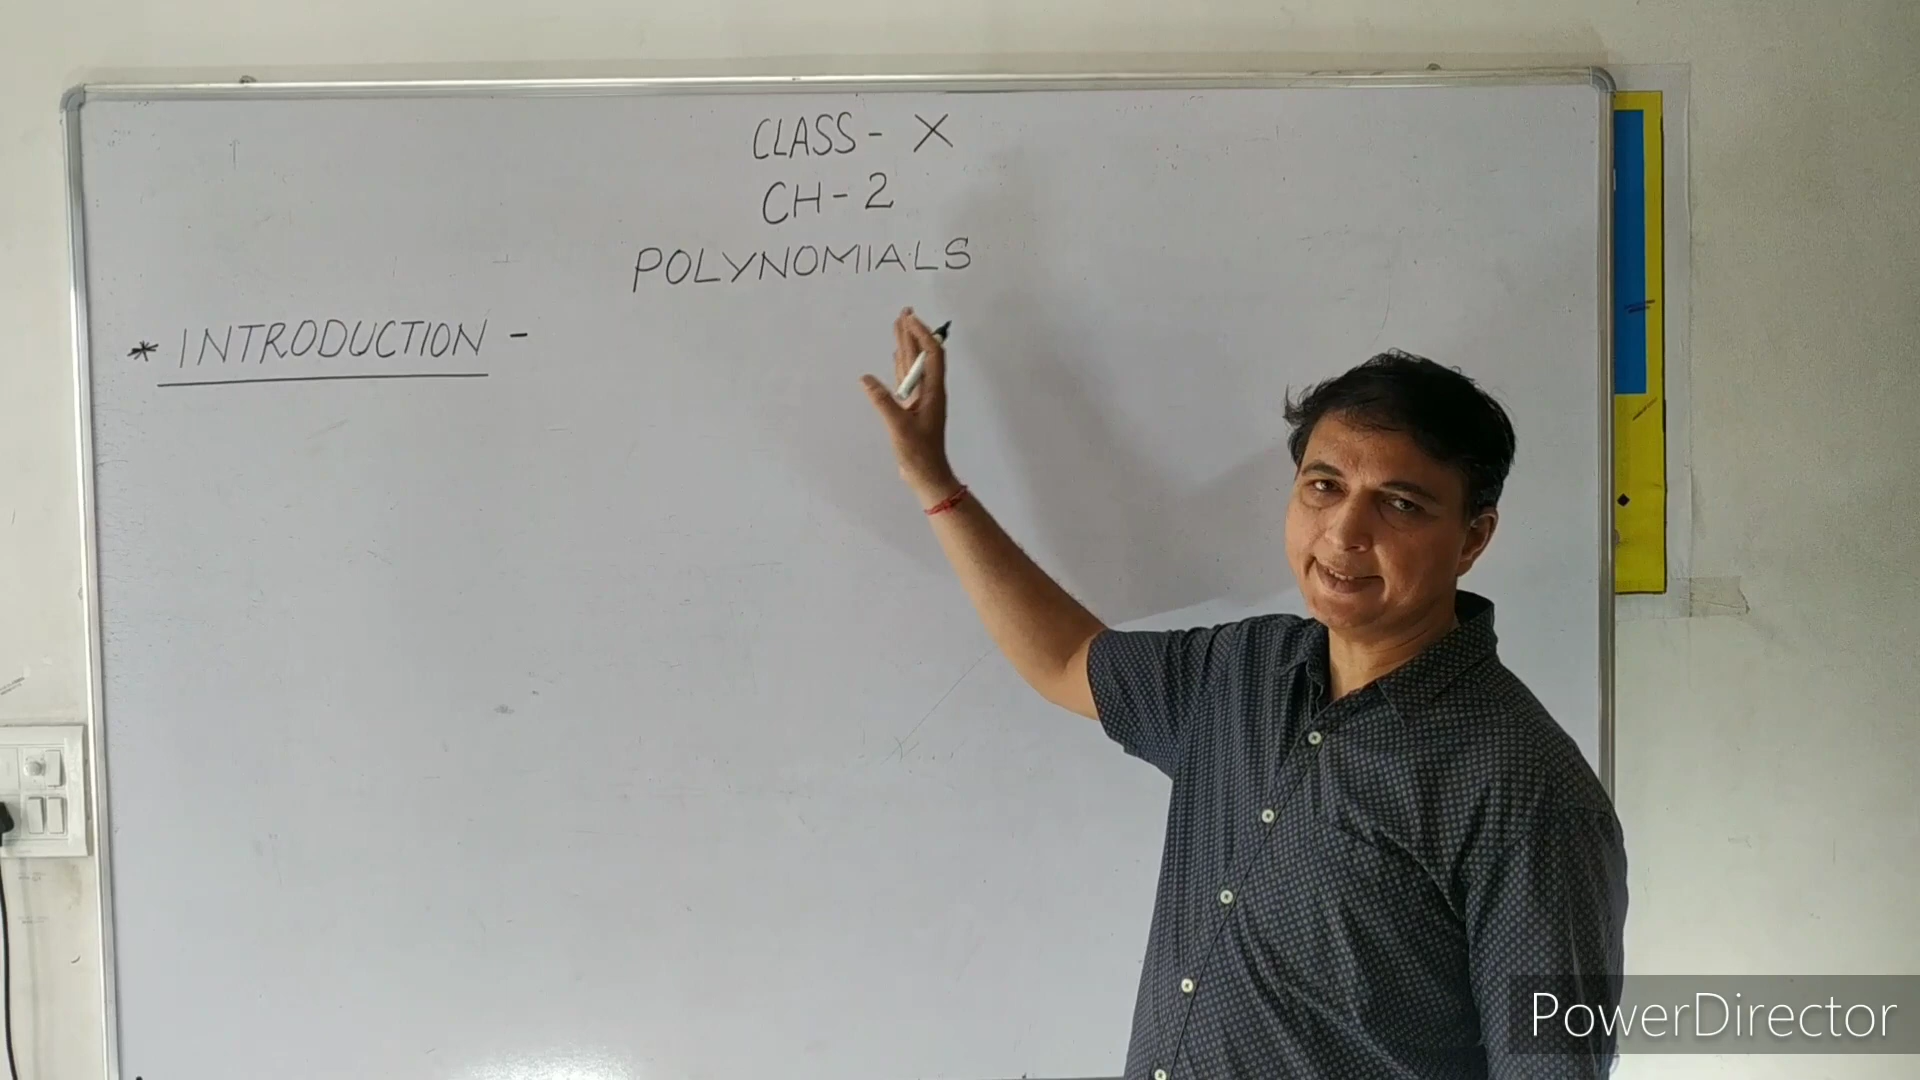 CLASS - X
CH - 2
POLYNOMIALS
* INTRODUCTION -
PowerDirector